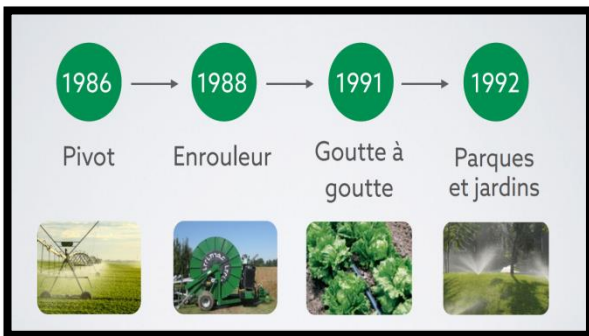 1986
1988
1991
1992
Pivot
Enrouleur
Goutte à
goutte
Parques
et jardins